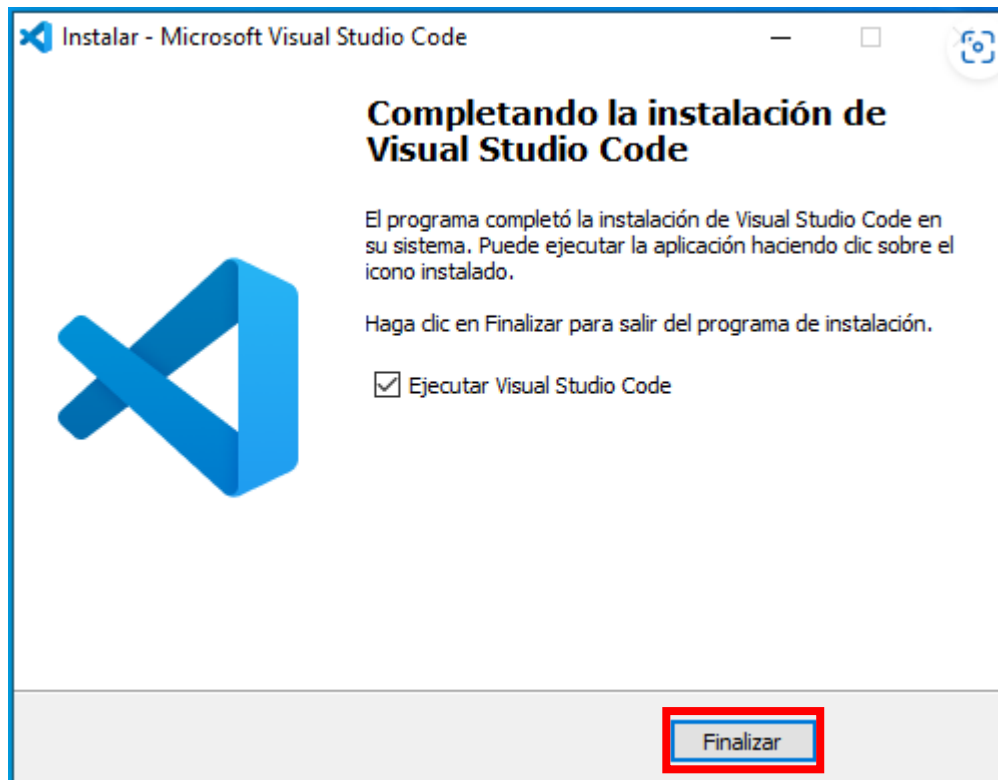 Instalar - Microsoft Visual Studio Code
Completando la instalación de
Visual Studio Code
El programa completó la instalación de Visual Studio Code en
su sistema. Puede ejecutar la aplicación haciendo clic sobre el
icono instalado.
Haga clic en Finalizar para salir del programa de instalación.
Ejecutar Visual Studio Code
Finalizar